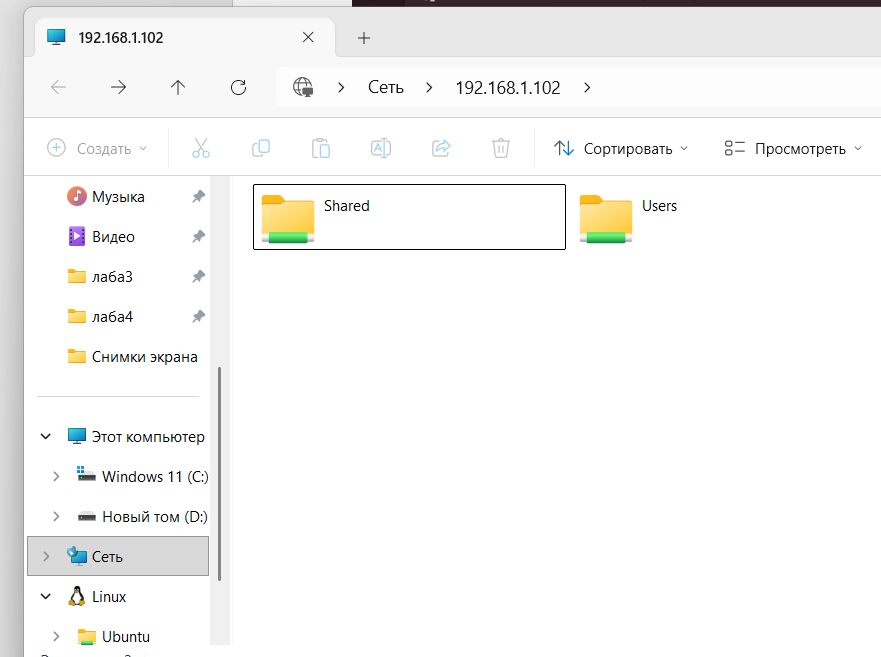 192.168.1.102
Сеть
192.168.1.102
Создать
Сортировать
Просмотреть
Музыка
Видео
лаба3
лаба4
Снимки экрана
Этот компьютер
Windows 11 (C:)
Новый том (D:)
Сеть
Linux
Ubuntu
Shared
Users